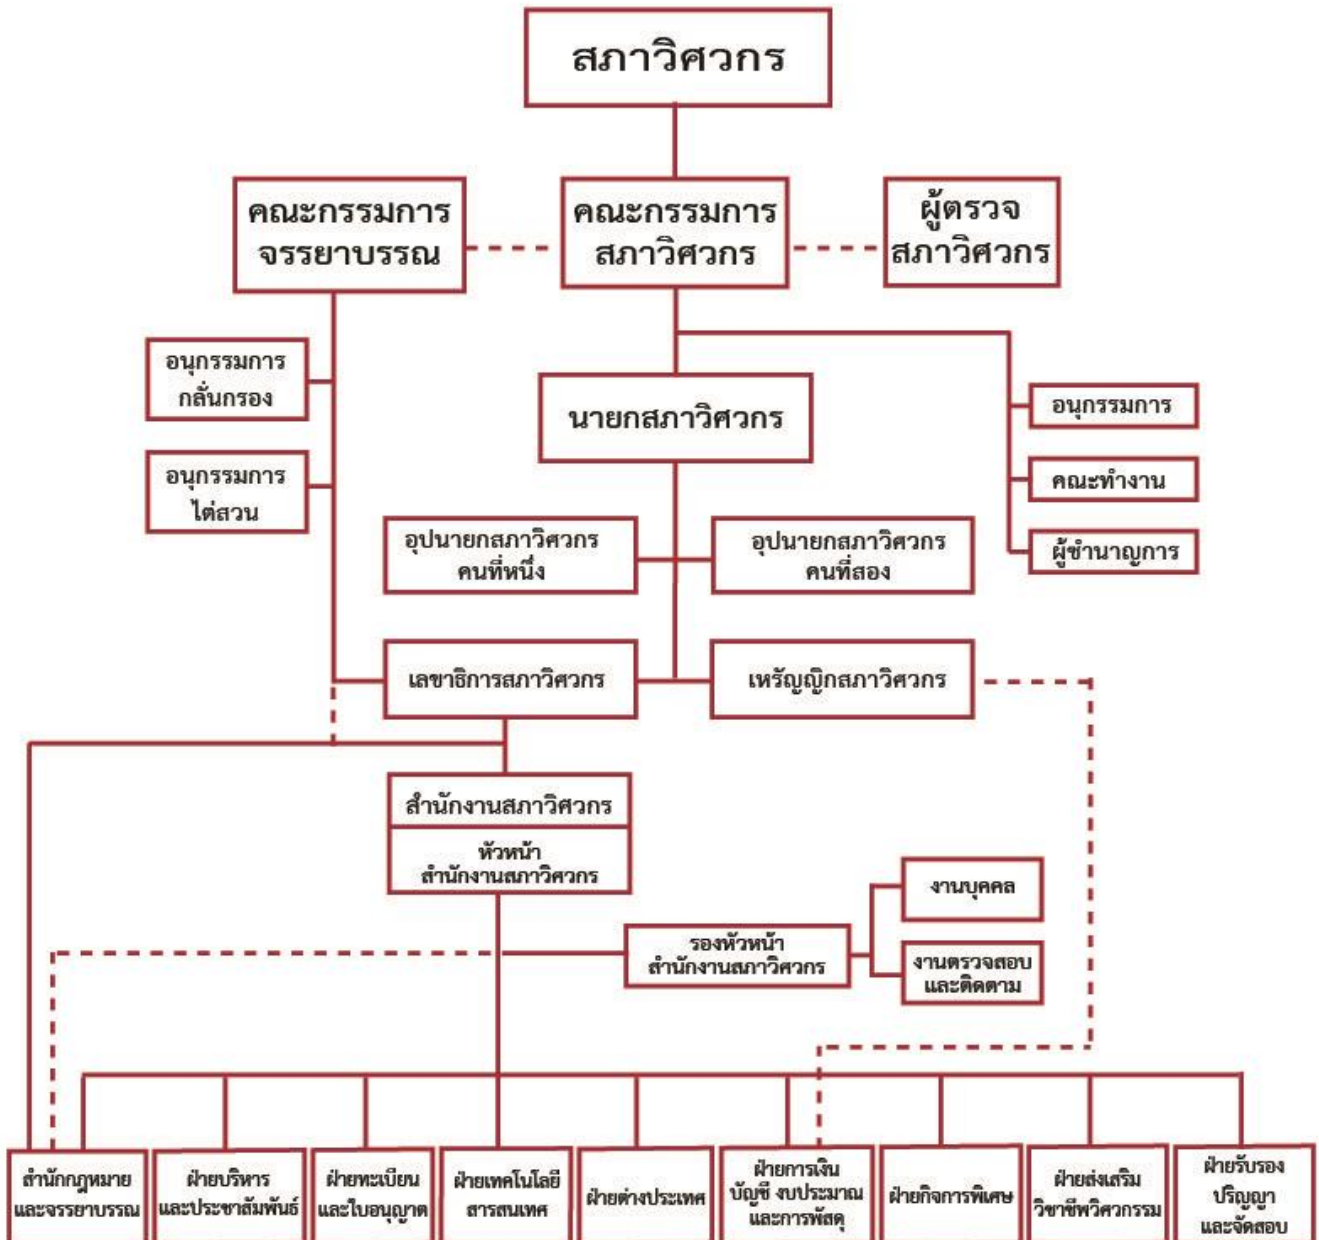 สภาวิศวกร
คณะกรรมการ
จรรยาบรรณ
คณะกรรมการ
สภาวิศวกร
ผู้ตรวจ
สภาวิศวกร
อนุกรรมการ
กลั่นกรอง
อนุกรรมการ
ไต่สวน
นายกสภาวิศวกร
อนุกรรมการ
คณะทำงาน
ผู้ชำนาญการ
อุปนายกสภาวิศวกร
คนที่หนึ่ง
อุปนายกสภาวิศวกร
คนที่สอง
เลขาธิการสภาวิศวกร
เหรัญญิกสภาวิศวกร
สำนักงานสภาวิศวกร
หัวหน้า
สำนักงานสภาวิศวกร
รองหัวหน้า
สำนักงานสภาวิศวกร
งานบุคคล
งานตรวจสอบ
และติดตาม
สำนักกฎหมาย
และจรรยาบรรณ
ฝ่ายบริหาร
และประชาสัมพันธ์
ฝ่ายทะเบียน
และใบอนุญาต
ฝ่ายเทคโนโลยี
สารสนเทศ
ฝ่ายต่างประเทศ
ฝ่ายการเงิน
บัญชี งบประมาณ
และการพัสดุ
ฝ่ายกิจการพิเศษ
ฝ่ายส่งเสริม
วิชาชีพวิศวกรรม
ฝ่ายรับรอง
ปริญญา
และจัดสอบ